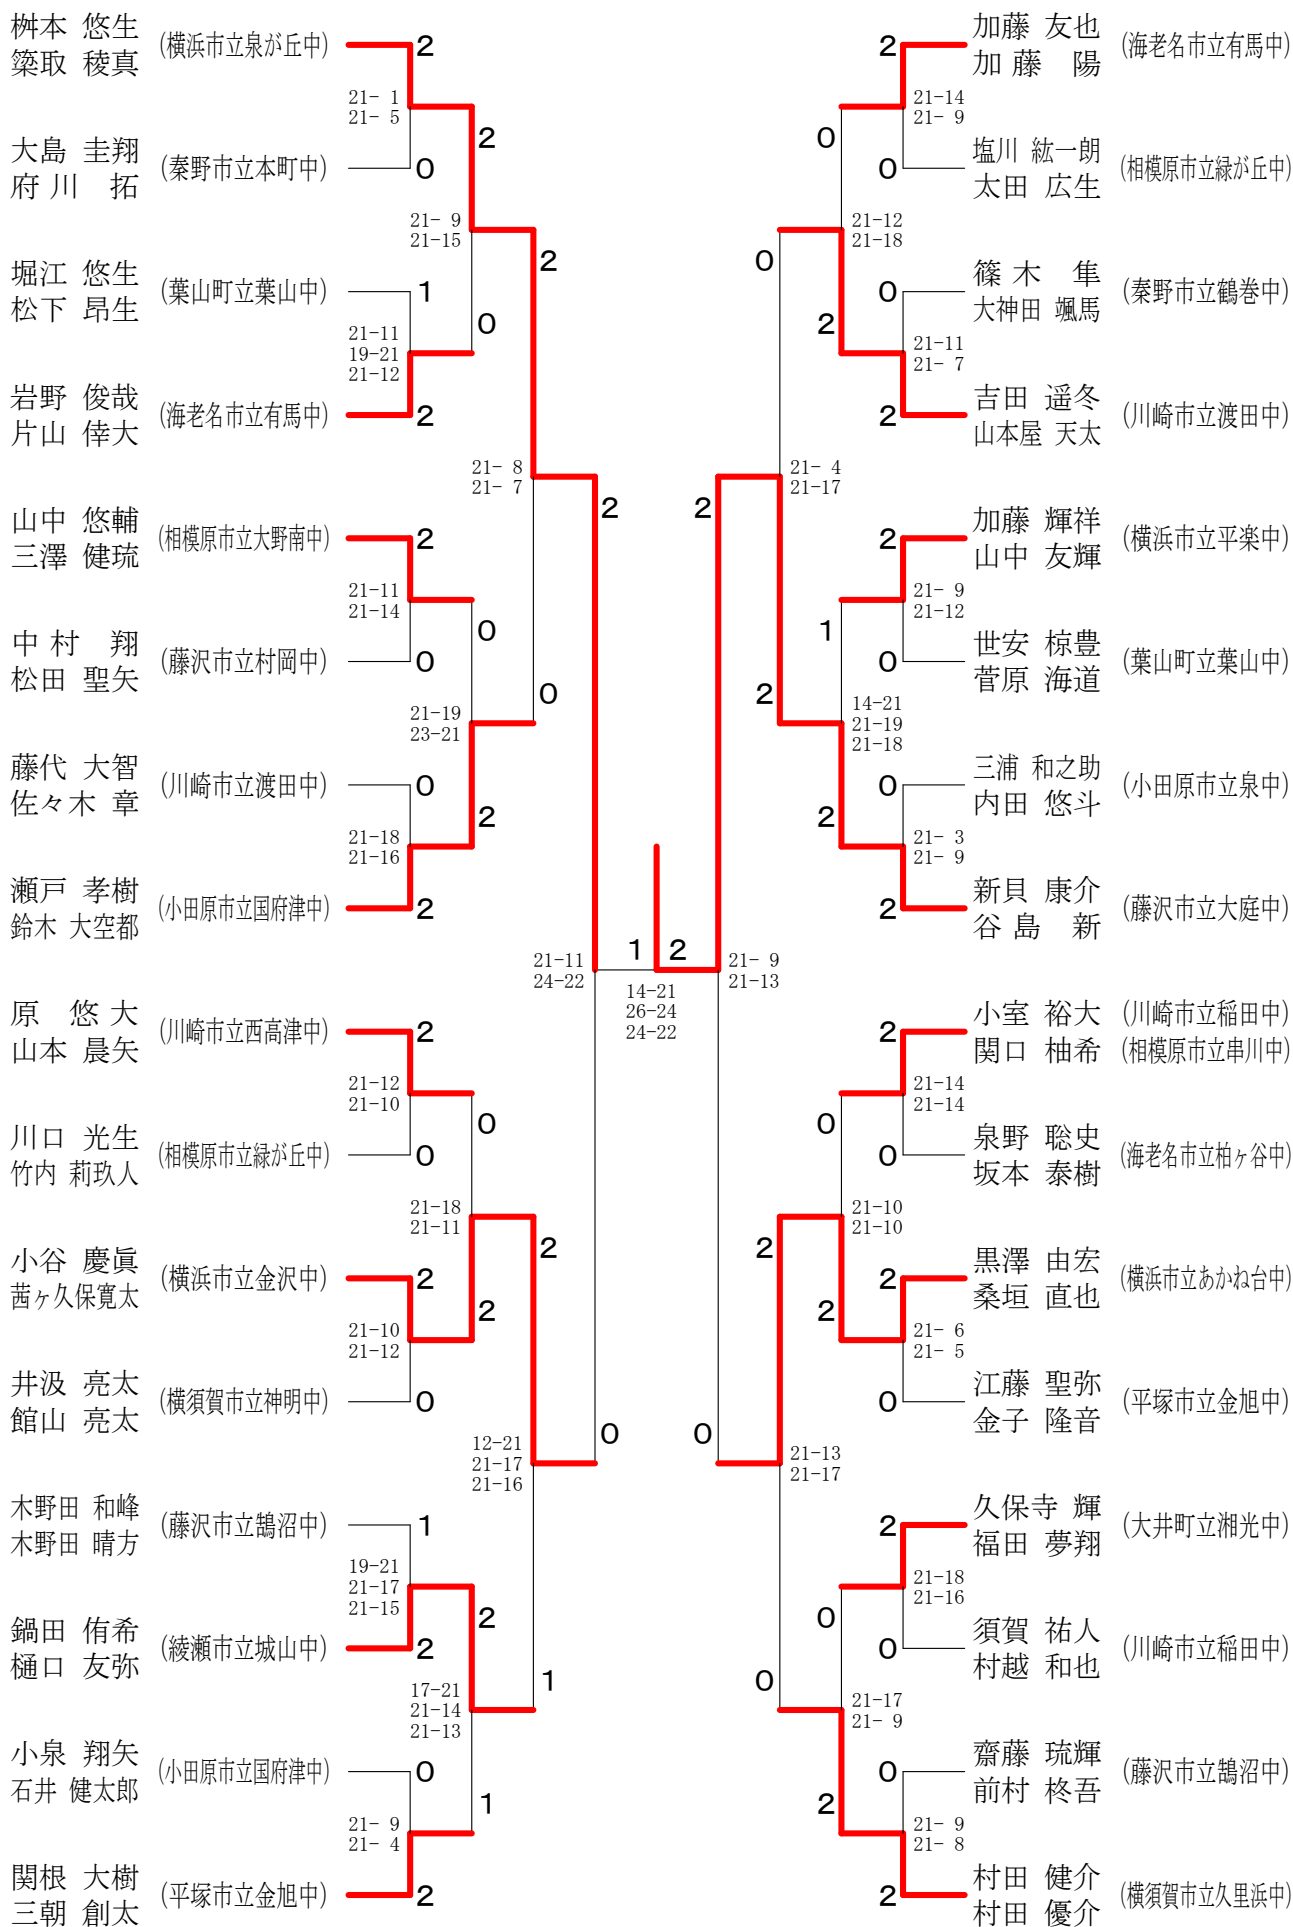 桝本 悠生
簗取 稜真
(横浜市立泉が丘中)
2
21- 1
21- 5
2
大島 圭翔
府川 拓
(秦野市立本町中)
0
21- 9
21-15
2
堀江 悠生
松下 昂生
(葉山町立葉山中)
1
21-11
19-21
21-12
0
岩野 俊哉
片山 倖大
(海老名市立有馬中)
2
21- 8
21- 7
2
山中 悠輔
三澤 健琉
(相模原市立大野南中)
2
21-11
21-14
0
中村 翔
松田 聖矢
(藤沢市立村岡中)
0
21-19
23-21
0
藤代 大智
佐々木 章
(川崎市立渡田中)
0
21-18
21-16
2
瀬戸 孝樹
鈴木 大空都
(小田原市立国府津中)
2
21-11
24-22
1
2
14-21
26-24
24-22
原 悠大
山本 晨矢
(川崎市立西高津中)
2
21-12
21-10
0
川口 光生
竹内 莉玖人
(相模原市立緑が丘中)
0
21-18
21-11
2
小谷 慶眞
茜ヶ久保寛太
(横浜市立金沢中)
2
21-10
21-12
2
井汲 亮太
館山 亮太
(横須賀市立神明中)
0
12-21
21-17
21-16
0
木野田 和峰
木野田 晴方
(藤沢市立鵠沼中)
1
19-21
21-17
21-15
2
鍋田 侑希
樋口 友弥
(綾瀬市立城山中)
2
17-21
21-14
21-13
1
小泉 翔矢
石井 健太郎
(小田原市立国府津中)
0
21- 9
21- 4
1
関根 大樹
三朝 創太
(平塚市立金旭中)
2
加藤 友也
加藤 陽
(海老名市立有馬中)
2
21-14
21- 9
0
塩川 紘一朗
太田 広生
(相模原市立緑が丘中)
0
21-12
21-18
0
篠木 隼
大神田 颯馬
(秦野市立鶴巻中)
0
21-11
21- 7
2
吉田 遥冬
山本屋 天太
(川崎市立渡田中)
2
21- 4
21-17
2
加藤 輝祥
山中 友輝
(横浜市立平楽中)
2
21- 9
21-12
1
世安 椋豊
菅原 海道
(葉山町立葉山中)
0
14-21
21-19
21-18
2
三浦 和之助
内田 悠斗
(小田原市立泉中)
0
21- 3
21- 9
2
新貝 康介
谷島 新
(藤沢市立大庭中)
2
21- 9
21-13
小室 裕大
関口 柚希
(川崎市立稲田中)
(相模原市立串川中)
2
21-14
21-14
0
泉野 聡史
坂本 泰樹
(海老名市立柏ヶ谷中)
0
21-10
21-10
2
黒澤 由宏
桑垣 直也
(横浜市立あかね台中)
2
21- 6
21- 5
2
江藤 聖弥
金子 隆音
(平塚市立金旭中)
0
21-13
21-17
0
久保寺 輝
福田 夢翔
(大井町立湘光中)
2
21-18
21-16
0
須賀 祐人
村越 和也
(川崎市立稲田中)
0
21-17
21- 9
0
齋藤 琉輝
前村 柊吾
(藤沢市立鵠沼中)
0
21- 9
21- 8
2
村田 健介
村田 優介
(横須賀市立久里浜中)
2